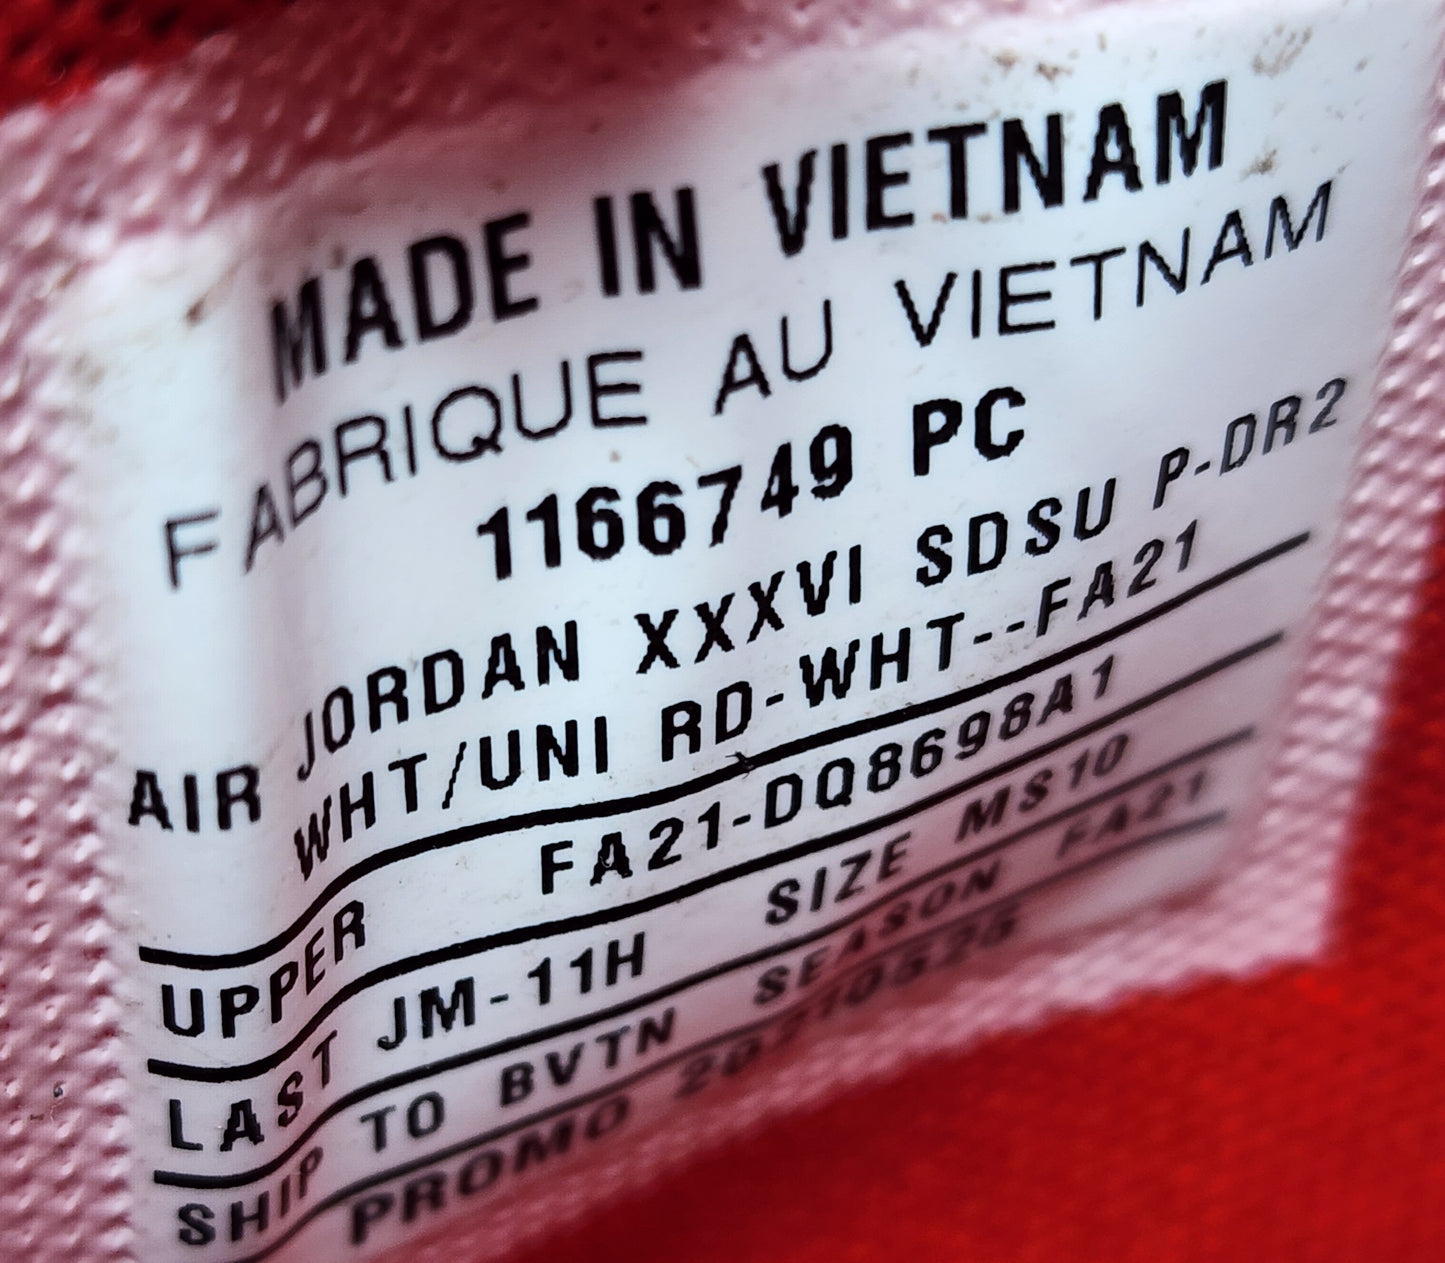 MADE IN VIETNAM
FABRIQUE AU VIETNAM
1166749 PC
AIR JORDAN XXXVI SDSU P-DR2
WHT/UNI RD-WHT--FA21
UPPER FA21-DQ8698A1
LAST JM-11H SIZE MS10
SHIP TO BVTN SEASON FA21
PROMO 20210525